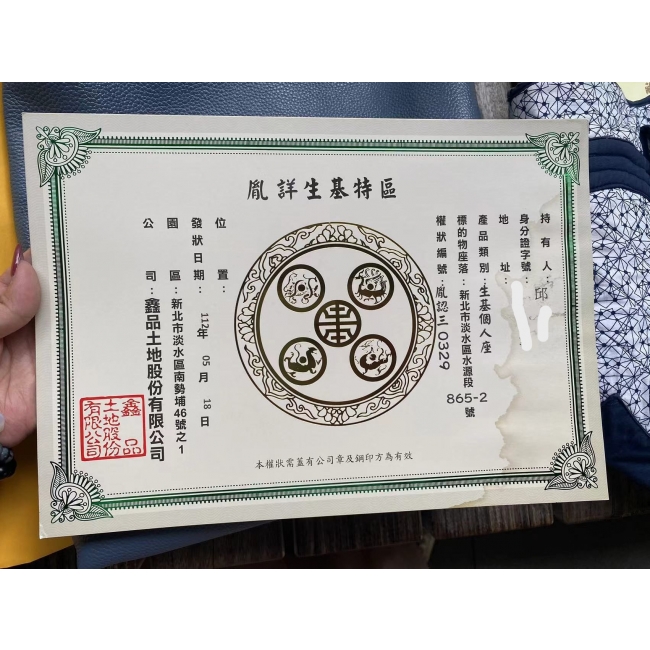 胤詳生基特區
持有人：邱
身分證字號：
地址：
產品類別：生基個人座
標的物座落：新北市淡水區水源段865-2號
權狀編號：胤認三0329
位置：
發狀日期：112年05月18日
園區：新北市淡水區南勢埔46號之1
公司：鑫品土地股份有限公司
鑫品土地股份有限公司
本權狀需蓋有公司章及鋼印方為有效